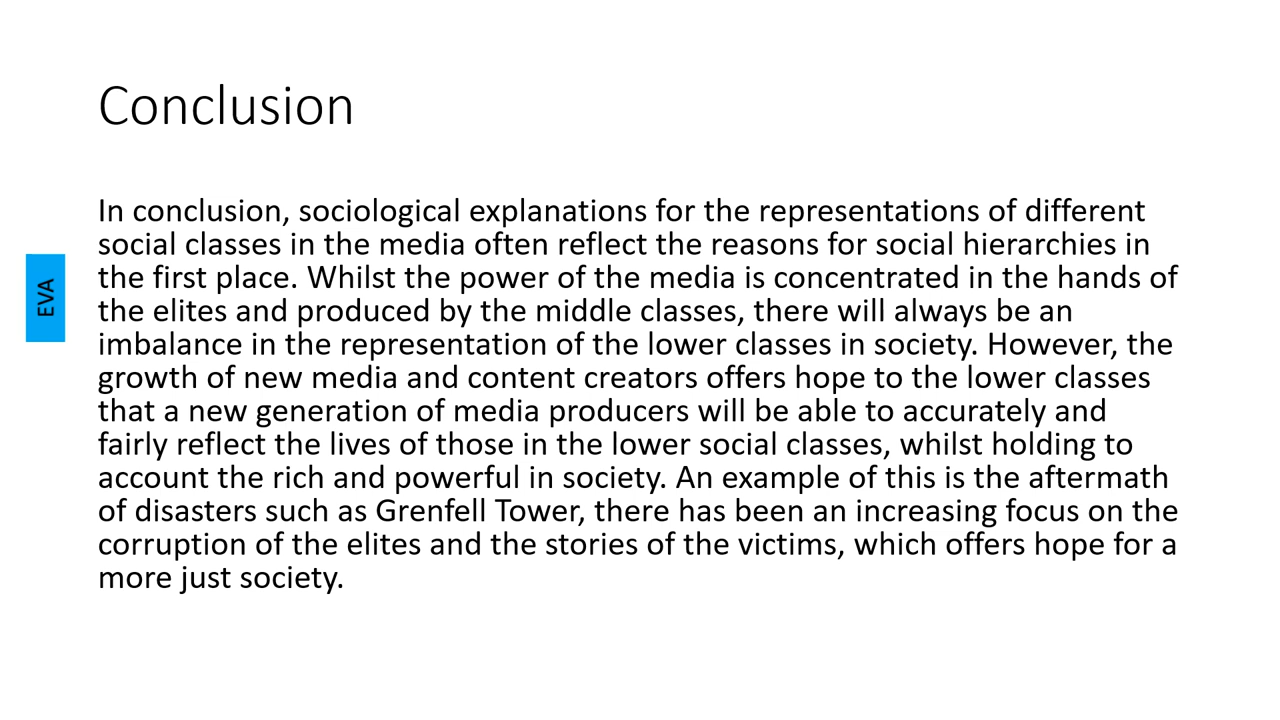 Conclusion
In conclusion, sociological explanations for the representations of different
social classes in the media often reflect the reasons for social hierarchies in
the first place. Whilst the power of the media is concentrated in the hands of
the elites and produced by the middle classes, there will always be an
imbalance in the representation of the lower classes in society. However, the
growth of new media and content creators offers hope to the lower classes
that a new generation of media producers will be able to accurately and
fairly reflect the lives of those in the lower social classes, whilst holding to
account the rich and powerful in society. An example of this is the aftermath
of disasters such as Grenfell Tower, there has been an increasing focus on the
corruption of the elites and the stories of the victims, which offers hope for a
more just society.
EVA